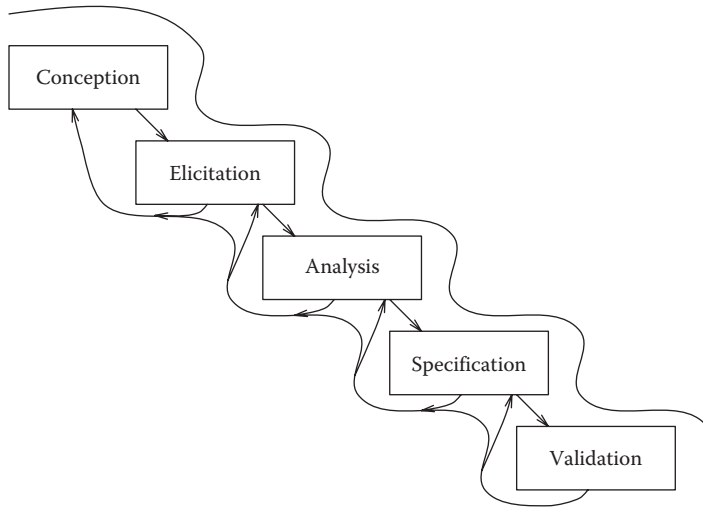 Conception
Elicitation
Analysis
Specification
Validation